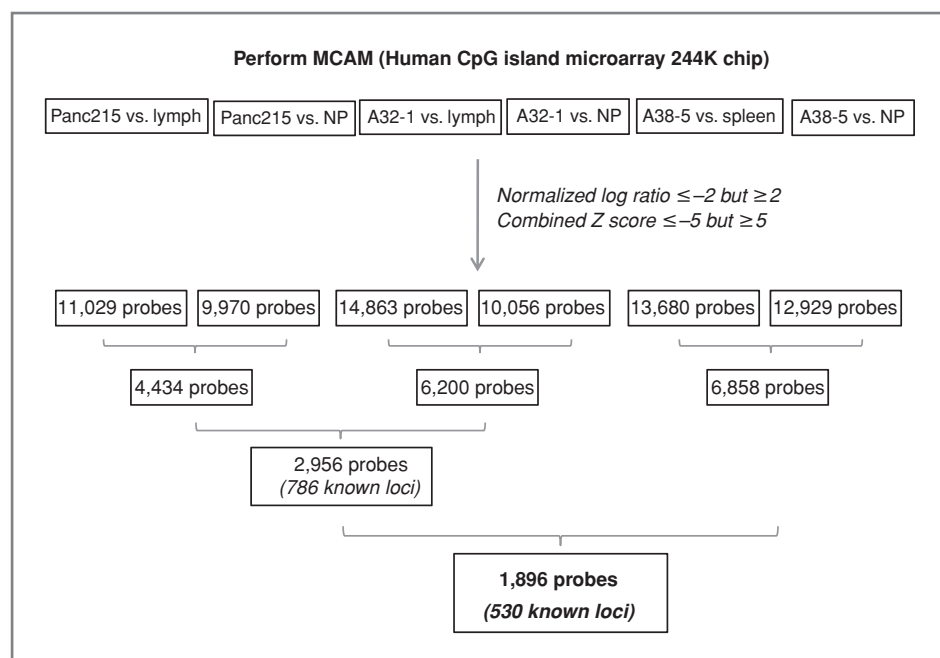 Perform MCAM (Human CpG island microarray 244K chip)
Panc215 vs. lymph
Panc215 vs. NP
A32-1 vs. lymph
A32-1 vs. NP
A38-5 vs. spleen
A38-5 vs. NP
Normalized log ratio ≤–2 but ≥2
Combined Z score ≤–5 but ≥5
11,029 probes
9,970 probes
14,863 probes
10,056 probes
13,680 probes
12,929 probes
4,434 probes
6,200 probes
6,858 probes
2,956 probes
(786 known loci)
1,896 probes
(530 known loci)